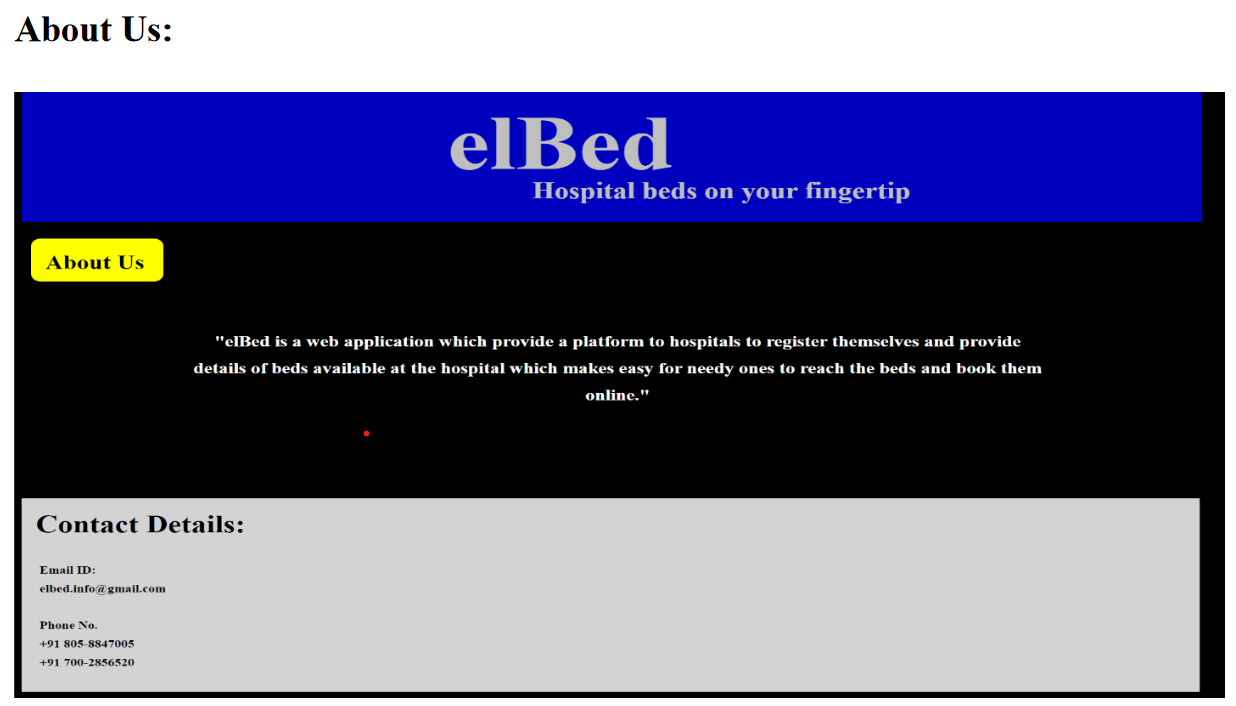 About Us:
elBed
Hospital beds on your fingertip
About Us
"elBed is a web application which provide a platform to hospitals to register themselves and provide
details of beds available at the hospital which makes easy for needy ones to reach the beds and book them
online."
Contact Details:
Email ID:
elbed.info@gmail.com
Phone No.
+91 805-8847005
+91 700-2856520